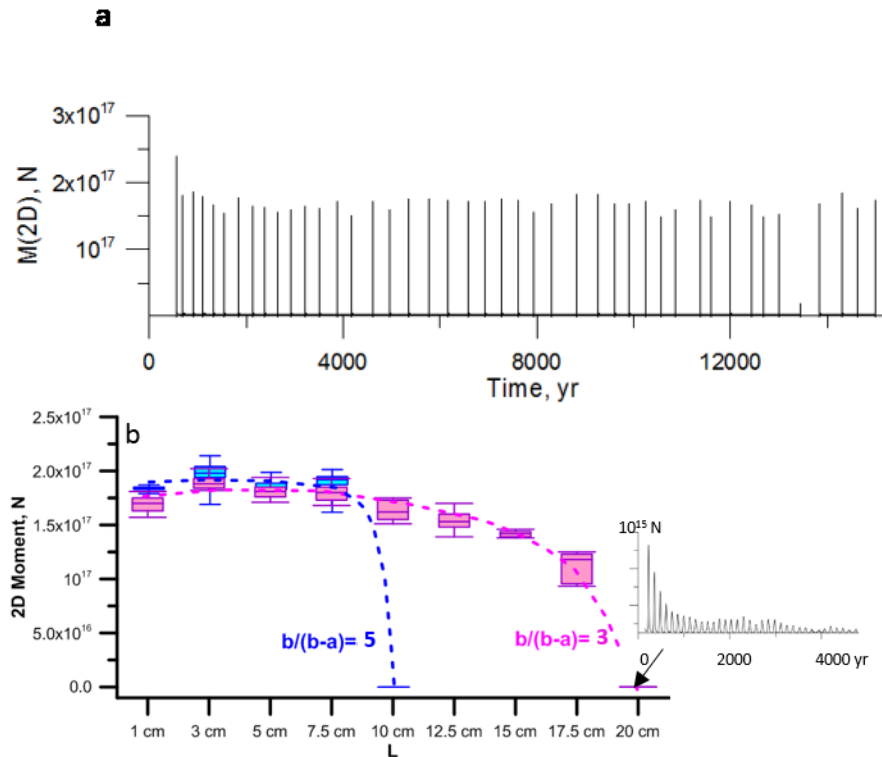 a
3x10¹⁷
2x10¹⁷
10¹⁷
M(2D), N
0 4000 8000 12000
Time, yr
b
2.5x10¹⁷
2.0x10¹⁷
1.5x10¹⁷
10¹⁷
5.0x10¹⁶
0.0
2D Moment, N
b/(b-a)= 5
b/(b-a)= 3
10¹⁵ N
0 2000 4000 yr
1 cm 3 cm 5 cm 7.5 cm 10 cm 12.5 cm 15 cm 17.5 cm 20 cm
L